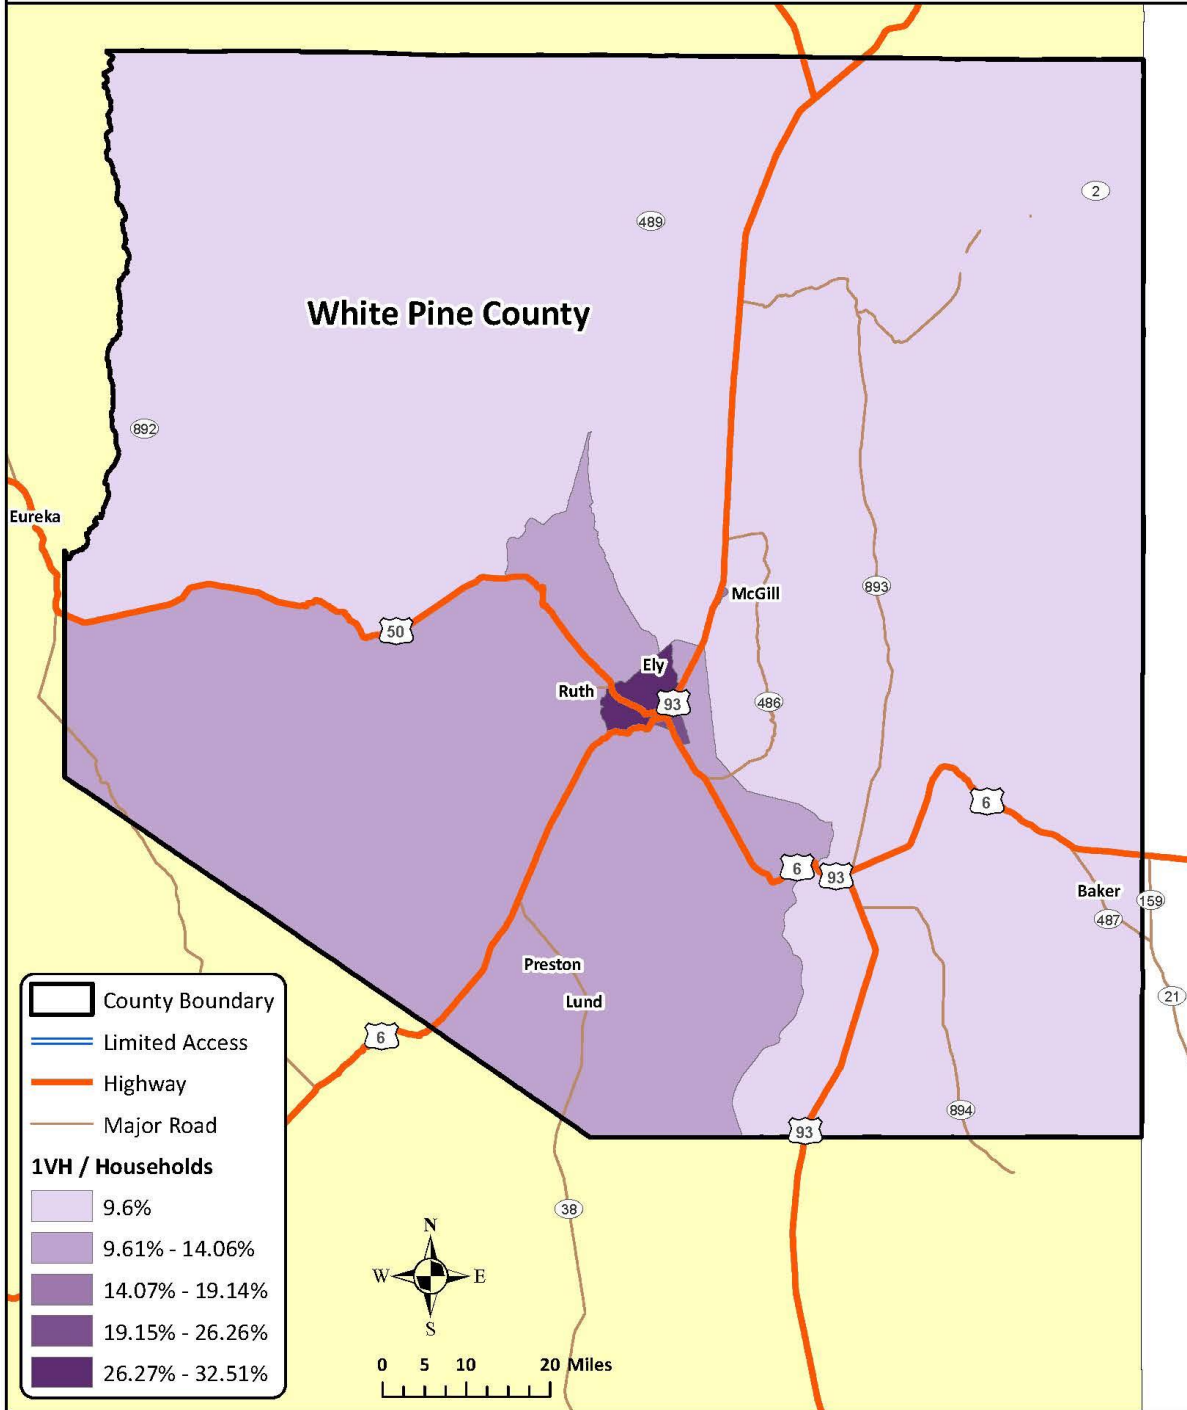 2
489
White Pine County
892
Eureka
893
McGill
50
Ely
Ruth
93
486
6
6
93
Baker
159
487
Preston
21
Lund
6
894
93
38
County Boundary
Limited Access
Highway
Major Road
1VH / Households
9.6%
9.61% - 14.06%
14.07% - 19.14%
19.15% - 26.26%
26.27% - 32.51%
N
W E
S
0 5 10 20 Miles